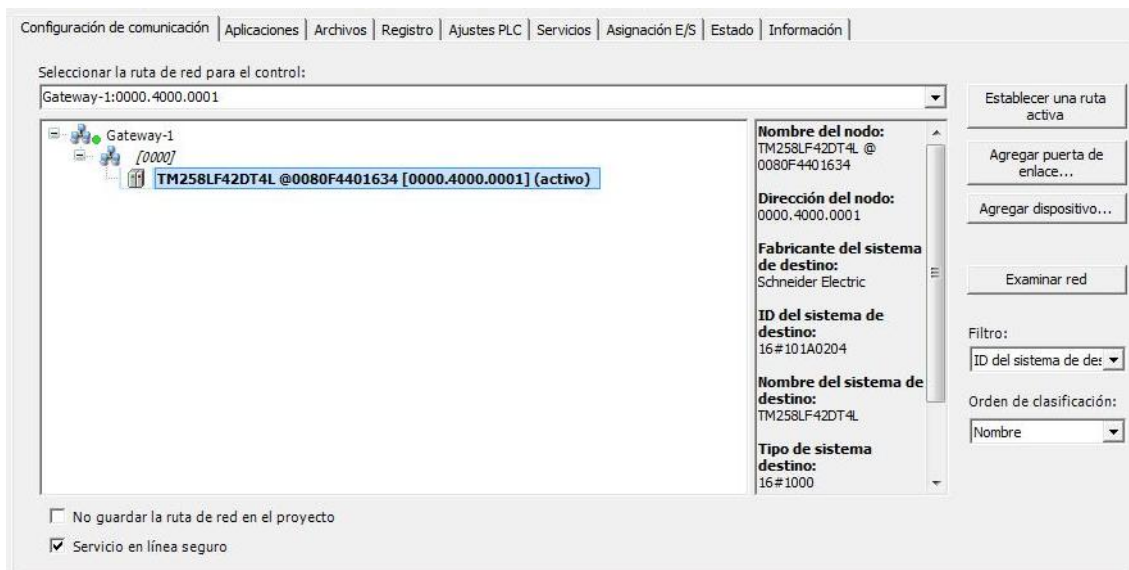 Configuración de comunicación Aplicaciones Archivos Registro Ajustes PLC Servicios Asignación E/S Estado Información
Seleccionar la ruta de red para el control:
Gateway-1:0000.4000.0001
Gateway-1
[0000]
TM258LF42DT4L @0080F4401634 [0000.4000.0001] (activo)
Nombre del nodo:
TM258LF42DT4L @
0080F4401634
Dirección del nodo:
0000.4000.0001
Fabricante del sistema
de destino:
Schneider Electric
ID del sistema de
destino:
16#101A0204
Nombre del sistema de
destino:
TM258LF42DT4L
Tipo de sistema
destino:
16#1000
Establecer una ruta
activa
Agregar puerta de
enlace...
Agregar dispositivo...
Examinar red
Filtro:
ID del sistema de des
Orden de clasificación:
Nombre
No guardar la ruta de red en el proyecto
Servicio en línea seguro